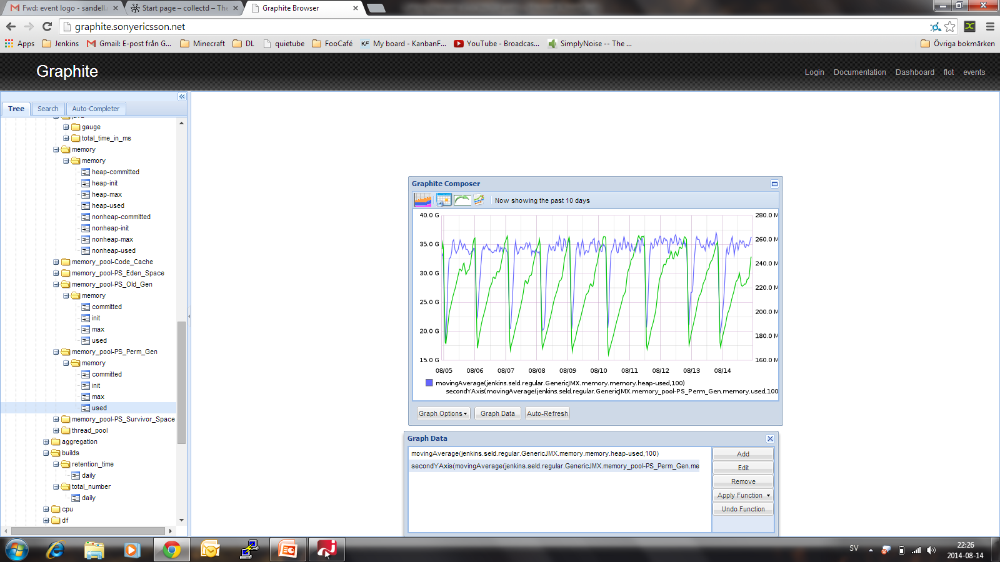 Fwd: event logo - sandell.
Start page – collectd – The
Graphite Browser
graphite.sonyericsson.net
Apps
Jenkins
Gmail: E-post från G...
Minecraft
DL
quietube
FooCafé
KF My board - KanbanF...
YouTube - Broadcas...
SimplyNoise -- The ...
Övriga bokmärken
Graphite
Login
Documentation
Dashboard
flot
events
Tree
Search
Auto-Completer
gauge
total_time_in_ms
memory
memory
heap-committed
heap-init
heap-max
heap-used
nonheap-committed
nonheap-init
nonheap-max
nonheap-used
memory_pool-Code_Cache
memory_pool-PS_Eden_Space
memory_pool-PS_Old_Gen
memory
committed
init
max
used
memory_pool-PS_Perm_Gen
memory
committed
init
max
used
memory_pool-PS_Survivor_Space
thread_pool
aggregation
builds
retention_time
daily
total_number
daily
cpu
df
Graphite Composer
Now showing the past 10 days
40.0 G
35.0 G
30.0 G
25.0 G
20.0 G
15.0 G
280.0 M
260.0 M
240.0 M
220.0 M
200.0 M
180.0 M
160.0 M
08/05 08/06 08/07 08/08 08/09 08/10 08/11 08/12 08/13 08/14
movingAverage(jenkins.seld.regular.GenericJMX.memory.memory.heap-used,100)
secondYAxis(movingAverage(jenkins.seld.regular.GenericJMX.memory_pool-PS_Perm_Gen.memory.used,100
Graph Options
Graph Data
Auto-Refresh
Graph Data
movingAverage(jenkins.seld.regular.GenericJMX.memory.memory.heap-used,100)
secondYAxis(movingAverage(jenkins.seld.regular.GenericJMX.memory_pool-PS_Perm_Gen.me
Add
Edit
Remove
Apply Function
Undo Function
SV
22:26
2014-08-14